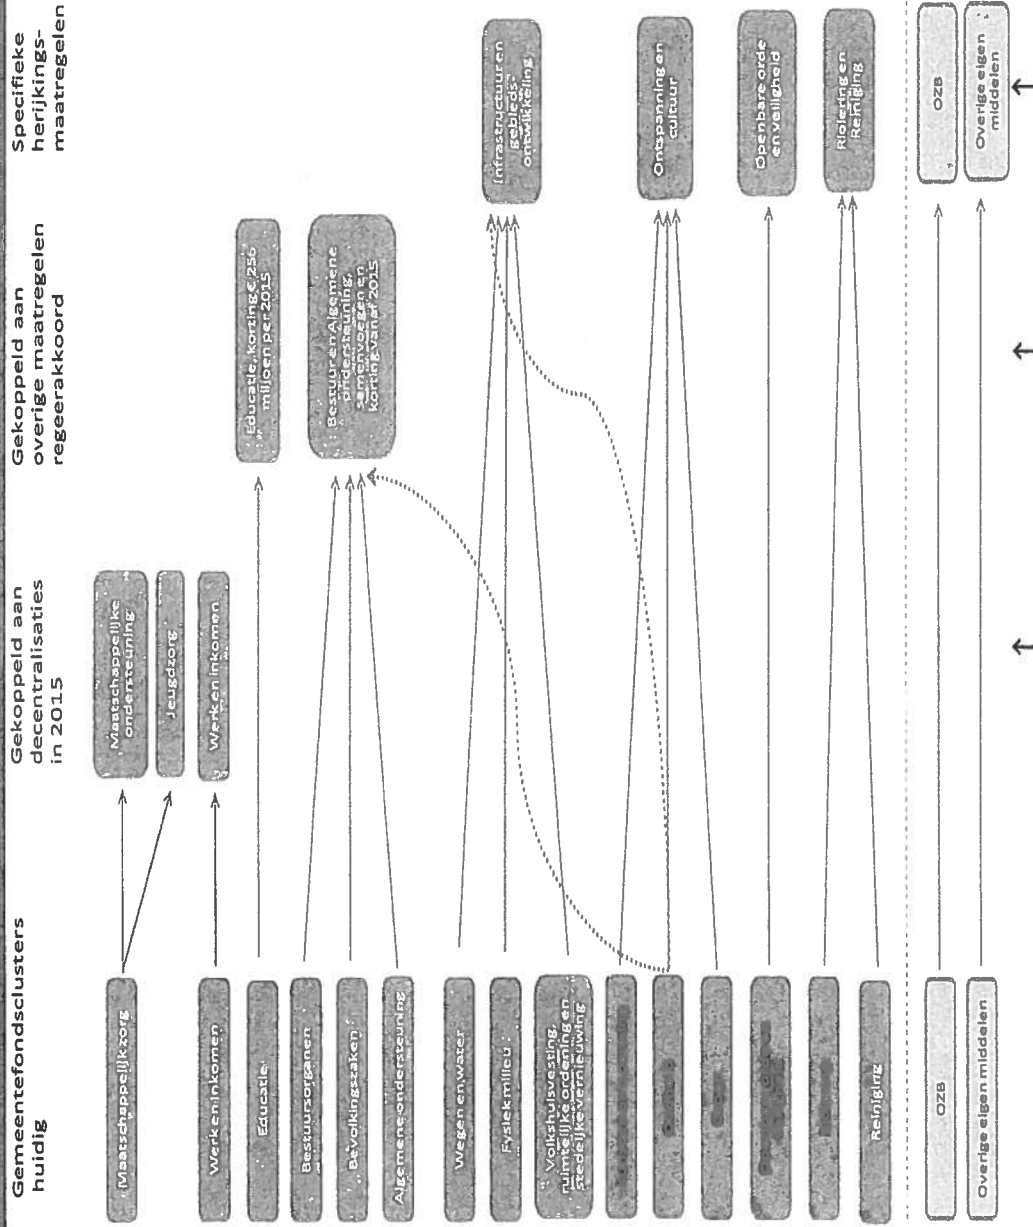 Gemeentefondsclusters
huidig
Maatschappelijk zorg
Werk en inkomen
Educatie
Bestuursorganen
Bevolkingszaken
Algemene ondersteuning
Wegen en water
Fysiek milieu
Volkshuisvesting,
ruimtelijke ordening en
stedelijke vernieuwing
Reiniging
OZB
Overige eigen middelen
Gekoppeld aan
decentralisaties
in 2015
Maatschappelijke
ondersteuning
Jeugdzorg
Werk en inkomen
Gekoppeld aan
overige maatregelen
regeerakkoord
Educatie, korting € 256
miljoen per 2015
Bestuur en Algemene
ondersteuning,
samenvoegen en
korting vanaf 2015
Specifieke
herijkings-
maatregelen
Infrastructuur en
gebieds-
ontwikkeling
Ontspanning en
cultuur
Openbare orde
en veiligheid
Riolering en
Reiniging
OZB
Overige eigen
middelen